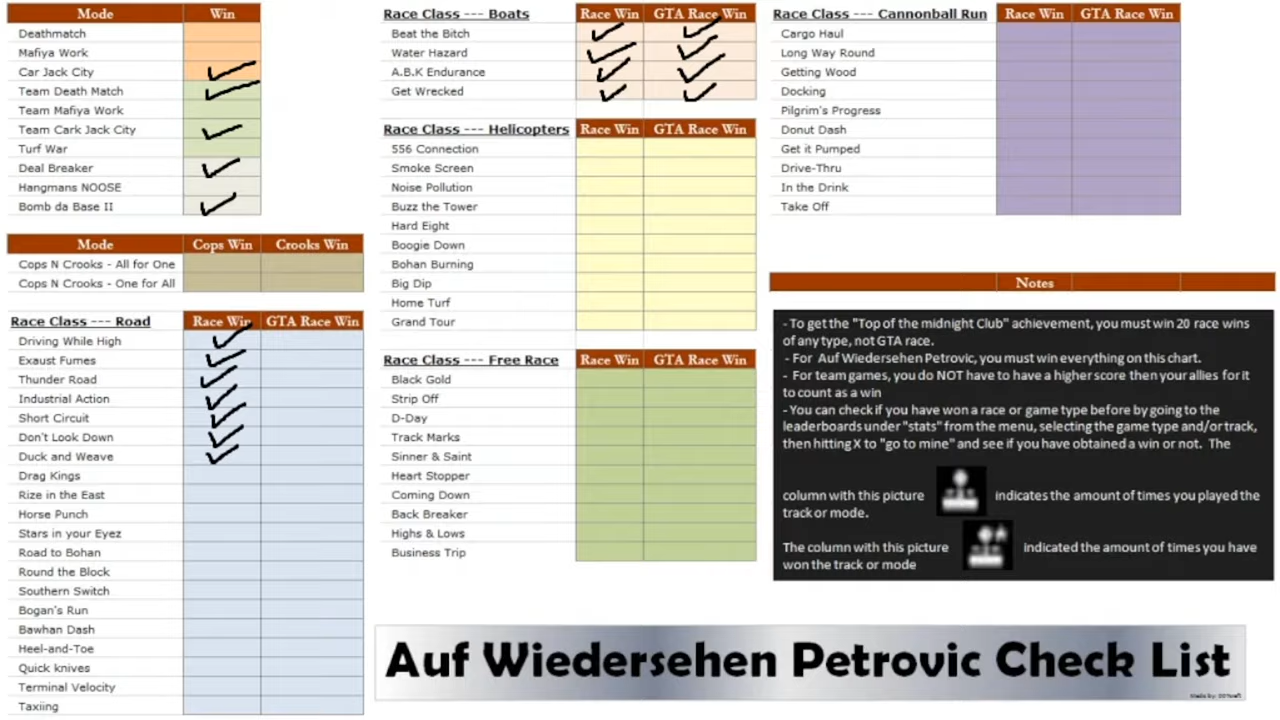 Mode Win
Deathmatch
Mafiya Work
Car Jack City
Team Death Match
Team Mafiya Work
Team Cark Jack City
Turf War
Deal Breaker
Hangmans NOOSE
Bomb da Base II
Mode Cops Win Crooks Win
Cops N Crooks - All for One
Cops N Crooks - One for All
Race Class --- Road Race Win GTA Race Win
Driving While High
Exaust Fumes
Thunder Road
Industrial Action
Short Circuit
Don't Look Down
Duck and Weave
Drag Kings
Rize in the East
Horse Punch
Stars in your Eyez
Road to Bohan
Round the Block
Southern Switch
Bogan's Run
Bawhan Dash
Heel-and-Toe
Quick knives
Terminal Velocity
Taxiing
Race Class --- Boats Race Win GTA Race Win
Beat the Bitch
Water Hazard
A.B.K Endurance
Get Wrecked
Race Class --- Helicopters Race Win GTA Race Win
556 Connection
Smoke Screen
Noise Pollution
Buzz the Tower
Hard Eight
Boogie Down
Bohan Burning
Big Dip
Home Turf
Grand Tour
Race Class --- Free Race Race Win GTA Race Win
Black Gold
Strip Off
D-Day
Track Marks
Sinner & Saint
Heart Stopper
Coming Down
Back Breaker
Highs & Lows
Business Trip
Race Class --- Cannonball Run Race Win GTA Race Win
Cargo Haul
Long Way Round
Getting Wood
Docking
Pilgrim's Progress
Donut Dash
Get it Pumped
Drive-Thru
In the Drink
Take Off
Notes
- To get the "Top of the midnight Club" achievement, you must win 20 race wins
of any type, not GTA race.
- For Auf Wiedersehen Petrovic, you must win everything on this chart.
- For team games, you do NOT have to have a higher score then your allies for it
to count as a win
- You can check if you have won a race or game type before by going to the
leaderboards under "stats" from the menu, selecting the game type and/or track,
then hitting X to "go to mine" and see if you have obtained a win or not. The
column with this picture indicates the amount of times you played the
track or mode.
The column with this picture indicated the amount of times you have
won the track or mode
Auf Wiedersehen Petrovic Check List
Made by: